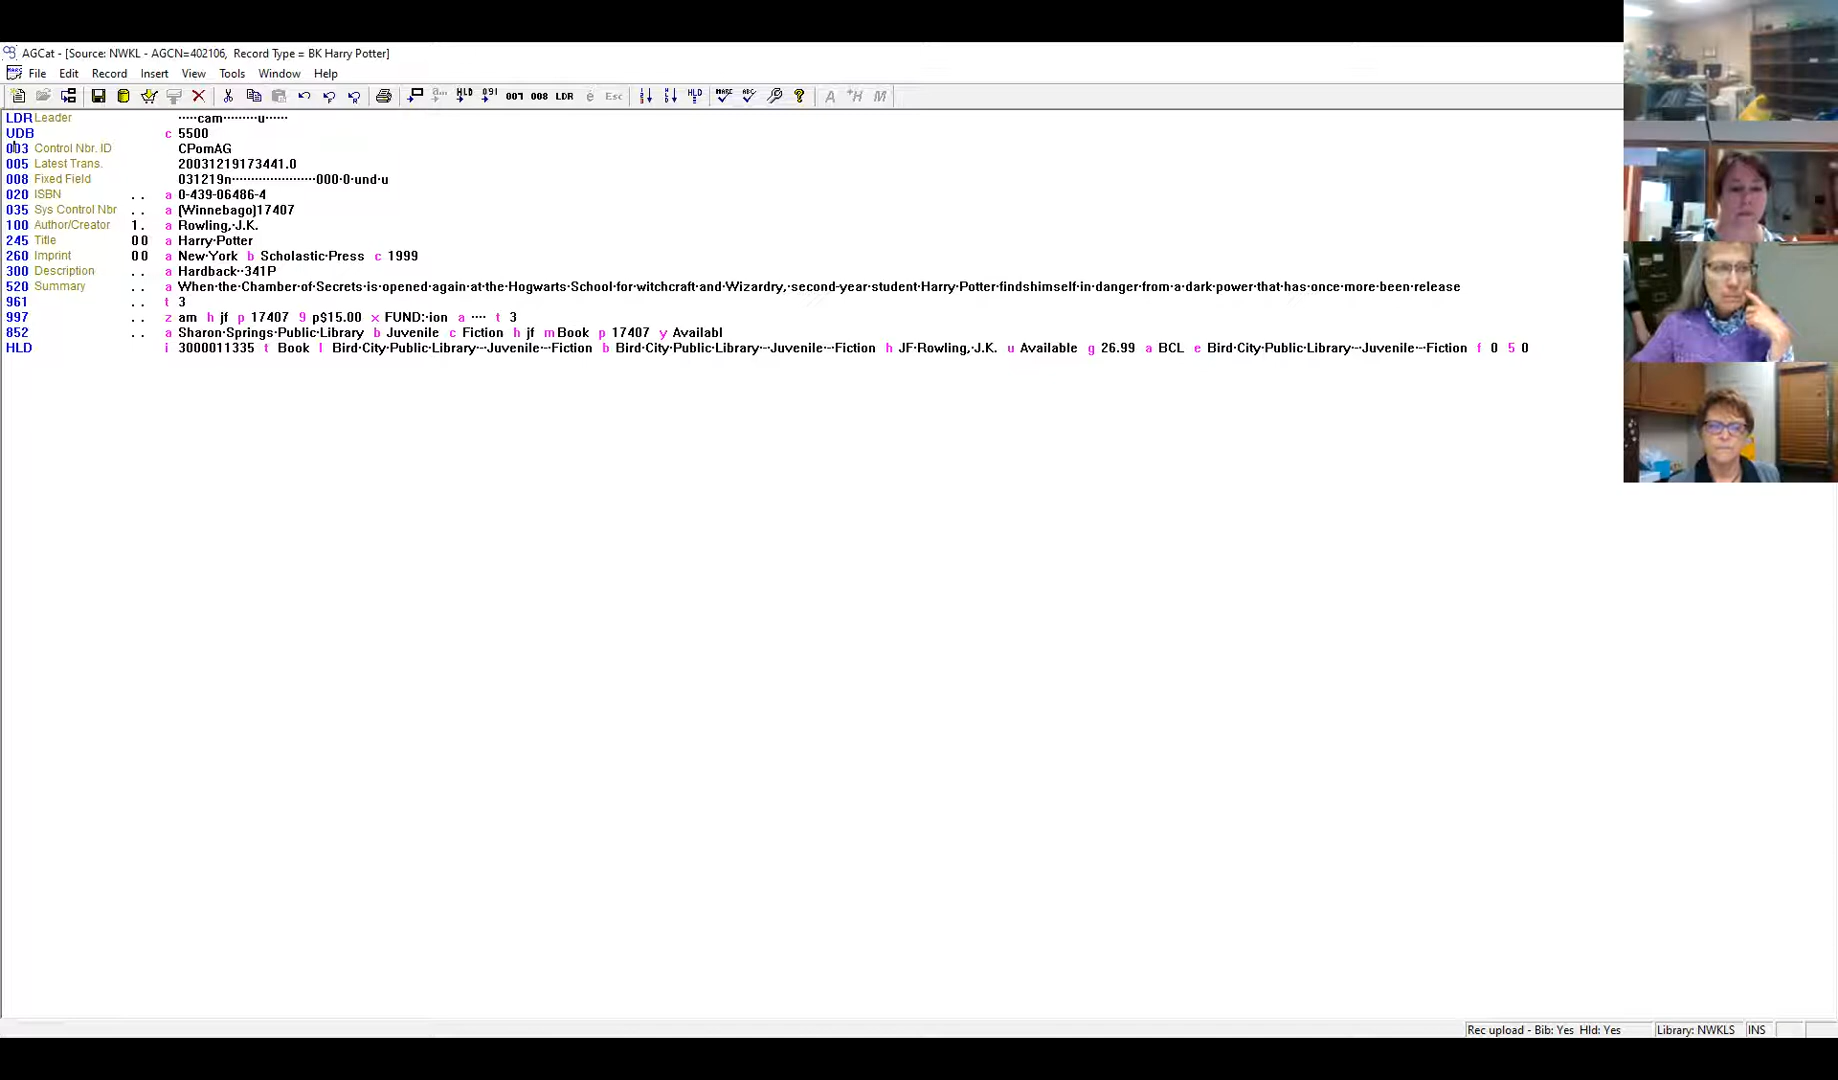 AGCat - [Source: NWKL - AGCN=402106, Record Type = BK Harry Potter]
File Edit Record Insert View Tools Window Help
HLD 091 007 008 LDR è Esc HLD MARC ABC ? A +H M
LDR Leader ·····cam········u······
UDB c 5500
003 Control Nbr. ID CPomAG
005 Latest Trans. 20031219173441.0
008 Fixed Field 031219n······················000·0·und·u
020 ISBN . . a 0-439-06486-4
035 Sys Control Nbr . . a (Winnebago)17407
100 Author/Creator 1 . a Rowling,·J.K.
245 Title 0 0 a Harry·Potter
260 Imprint 0 0 a New·York b Scholastic·Press c 1999
300 Description . . a Hardback··341P
520 Summary . . a When·the·Chamber·of·Secrets·is·opened·again·at·the·Hogwarts·School·for·witchcraft·and·Wizardry,·second-year·student·Harry·Potter·findshimself·in·danger·from·a·dark·power·that·has·once·more·been·release
961 . . t 3
997 . . z am h jf p 17407 9 p$15.00 x FUND:·ion a ···· t 3
852 . . a Sharon·Springs·Public·Library b Juvenile c Fiction h jf m Book p 17407 y Availabl
HLD i 3000011335 t Book l Bird·City·Public·Library·-·Juvenile·-·Fiction b Bird·City·Public·Library·-·Juvenile·-·Fiction h JF·Rowling,·J.K. u Available g 26.99 a BCL e Bird·City·Public·Library·-·Juvenile·-·Fiction f 0 5 0
Rec upload - Bib: Yes Hld: Yes Library: NWKLS INS